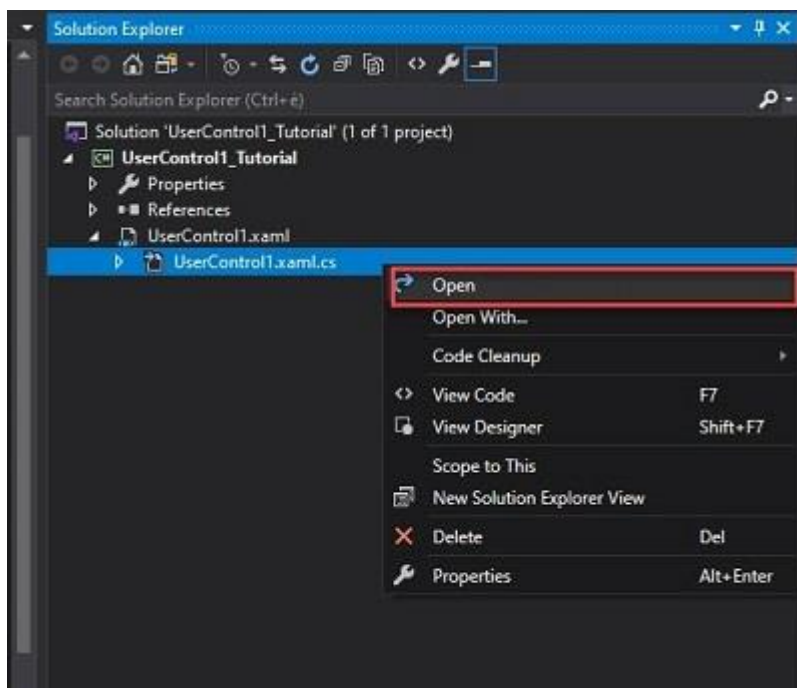 Solution Explorer
Search Solution Explorer (Ctrl+è)
Solution 'UserControl1_Tutorial' (1 of 1 project)
C# UserControl1_Tutorial
Properties
References
UserControl1.xaml
UserControl1.xaml.cs
Open
Open With...
Code Cleanup
View Code F7
View Designer Shift+F7
Scope to This
New Solution Explorer View
Delete Del
Properties Alt+Enter